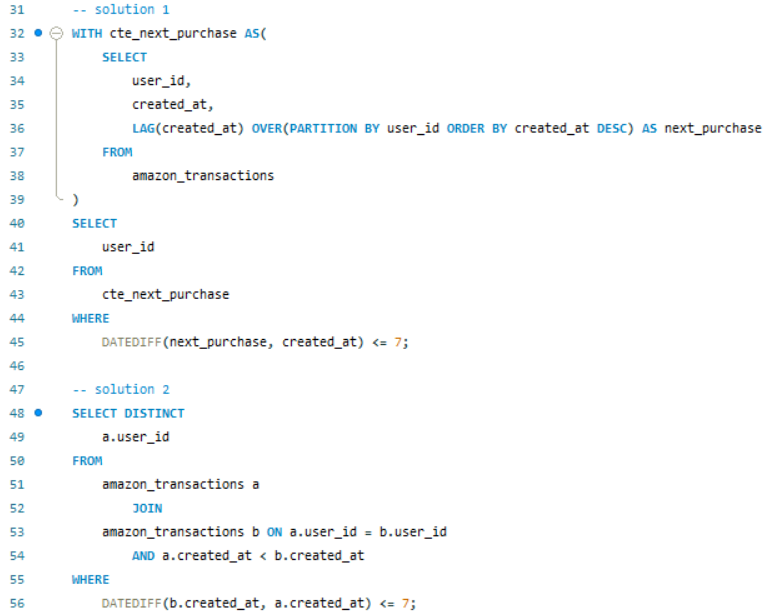 31 -- solution 1
32 WITH cte_next_purchase AS(
33 SELECT
34 user_id,
35 created_at,
36 LAG(created_at) OVER(PARTITION BY user_id ORDER BY created_at DESC) AS next_purchase
37 FROM
38 amazon_transactions
39 )
40 SELECT
41 user_id
42 FROM
43 cte_next_purchase
44 WHERE
45 DATEDIFF(next_purchase, created_at) <= 7;
46
47 -- solution 2
48 SELECT DISTINCT
49 a.user_id
50 FROM
51 amazon_transactions a
52 JOIN
53 amazon_transactions b ON a.user_id = b.user_id
54 AND a.created_at < b.created_at
55 WHERE
56 DATEDIFF(b.created_at, a.created_at) <= 7;